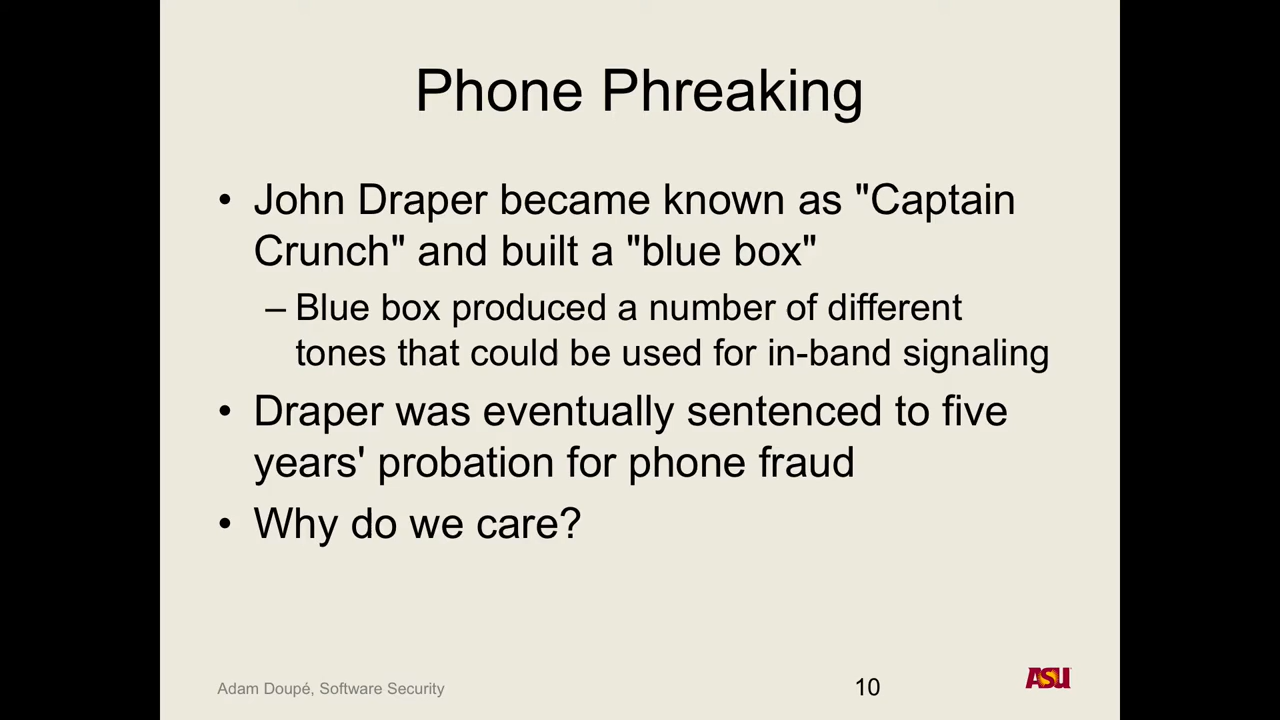 Phone Phreaking
• John Draper became known as "Captain
Crunch" and built a "blue box"
– Blue box produced a number of different
tones that could be used for in-band signaling
• Draper was eventually sentenced to five
years' probation for phone fraud
• Why do we care?
Adam Doupé, Software Security
10
ASU